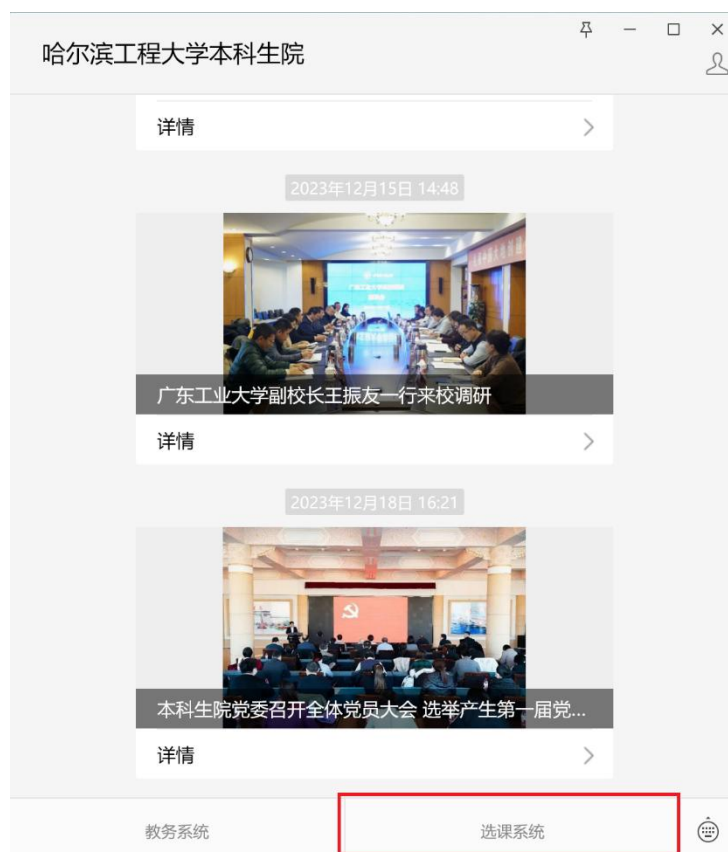 哈尔滨工程大学本科生院
详情
2023年12月15日 14:48
广东工业大学副校长王振友一行来校调研
详情
2023年12月18日 16:21
本科生院党委召开全体党员大会 选举产生第一届党...
详情
教务系统
选课系统